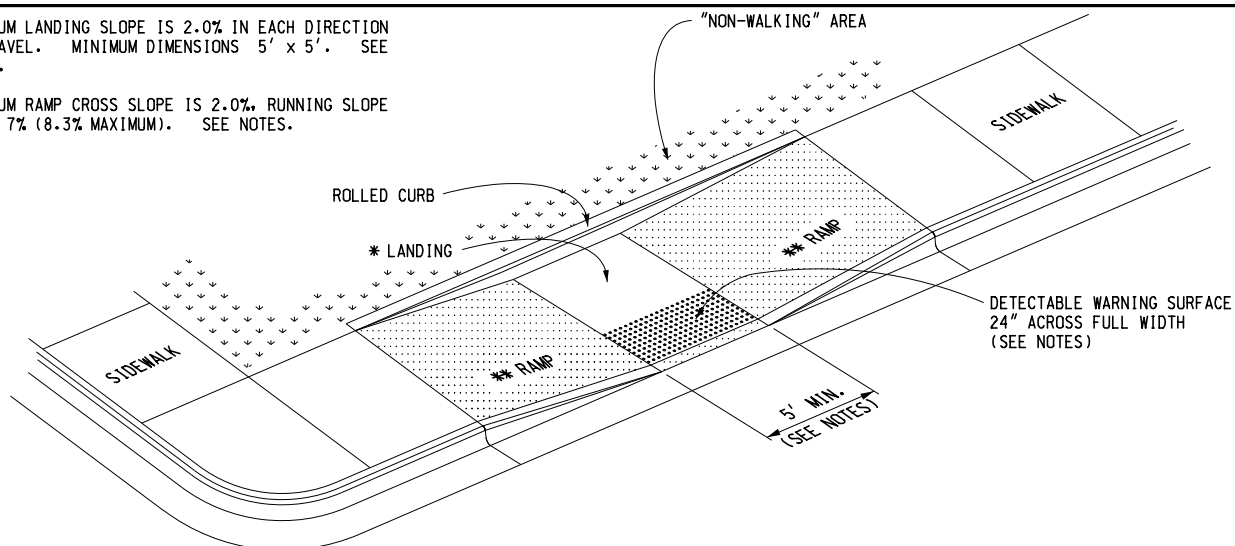 UM LANDING SLOPE IS 2.0% IN EACH DIRECTION
AVEL. MINIMUM DIMENSIONS 5' x 5'. SEE
.
UM RAMP CROSS SLOPE IS 2.0%, RUNNING SLOPE
7% (8.3% MAXIMUM). SEE NOTES.
"NON-WALKING" AREA
SIDEWALK
ROLLED CURB
* LANDING
** RAMP
DETECTABLE WARNING SURFACE
24" ACROSS FULL WIDTH
(SEE NOTES)
SIDEWALK
** RAMP
5' MIN.
(SEE NOTES)